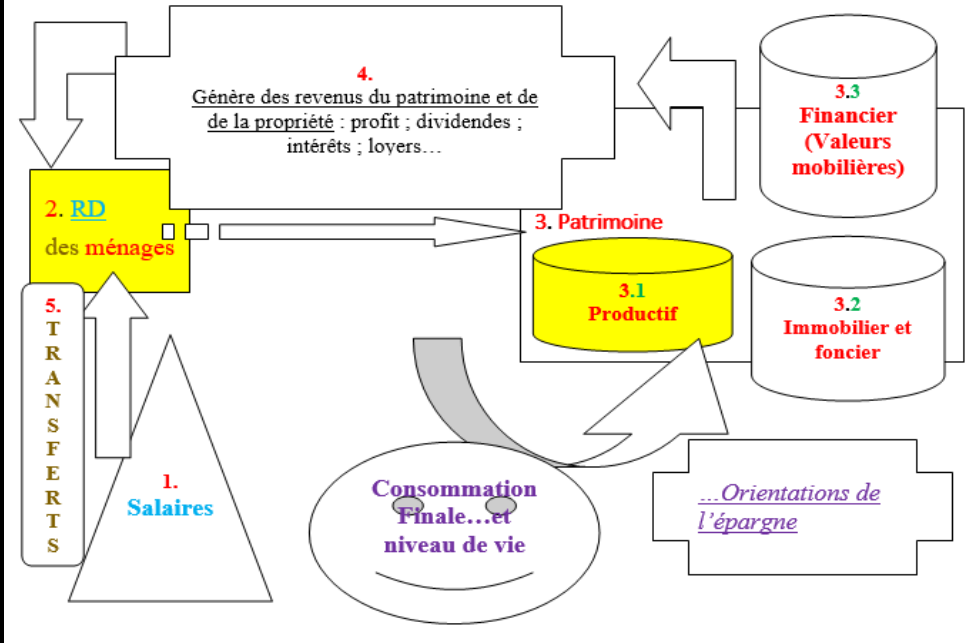 4.
Génère des revenus du patrimoine et de
de la propriété : profit ; dividendes ;
intérêts ; loyers…
3.3
Financier
(Valeurs
mobilières)
2. RD
des ménages
3. Patrimoine
3.1
Productif
3.2
Immobilier et
foncier
5.
T
R
A
N
S
F
E
R
T
S
1.
Salaires
Consommation
Finale…et
niveau de vie
…Orientations de
l’épargne